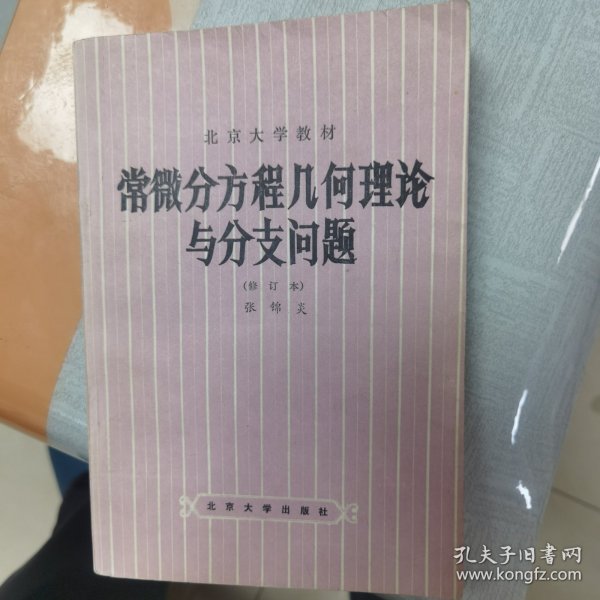 北京大学教材
常微分方程几何理论
与分支问题
(修订本)
张锦炎
北京大学出版社
孔夫子旧书网
www.kongfz.com